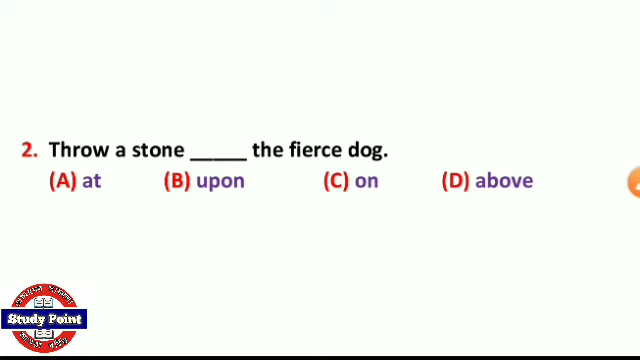 2. Throw a stone _____ the fierce dog.
(A) at (B) upon (C) on (D) above
Study Point